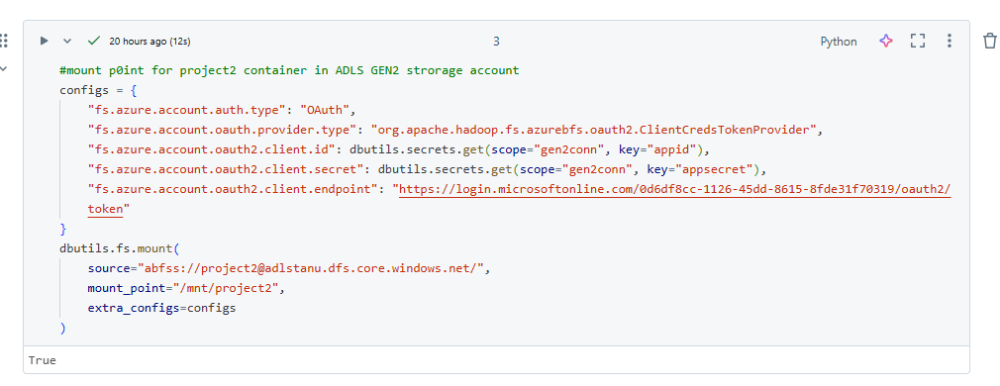 20 hours ago (12s)
3
Python
#mount p0int for project2 container in ADLS GEN2 strorage account
configs = {
"fs.azure.account.auth.type": "OAuth",
"fs.azure.account.oauth.provider.type": "org.apache.hadoop.fs.azurebfs.oauth2.ClientCredsTokenProvider",
"fs.azure.account.oauth2.client.id": dbutils.secrets.get(scope="gen2conn", key="appid"),
"fs.azure.account.oauth2.client.secret": dbutils.secrets.get(scope="gen2conn", key="appsecret"),
"fs.azure.account.oauth2.client.endpoint": "https://login.microsoftonline.com/0d6df8cc-1126-45dd-8615-8fde31f70319/oauth2/
token"
}
dbutils.fs.mount(
source="abfss://project2@adlstanu.dfs.core.windows.net/",
mount_point="/mnt/project2",
extra_configs=configs
)
True